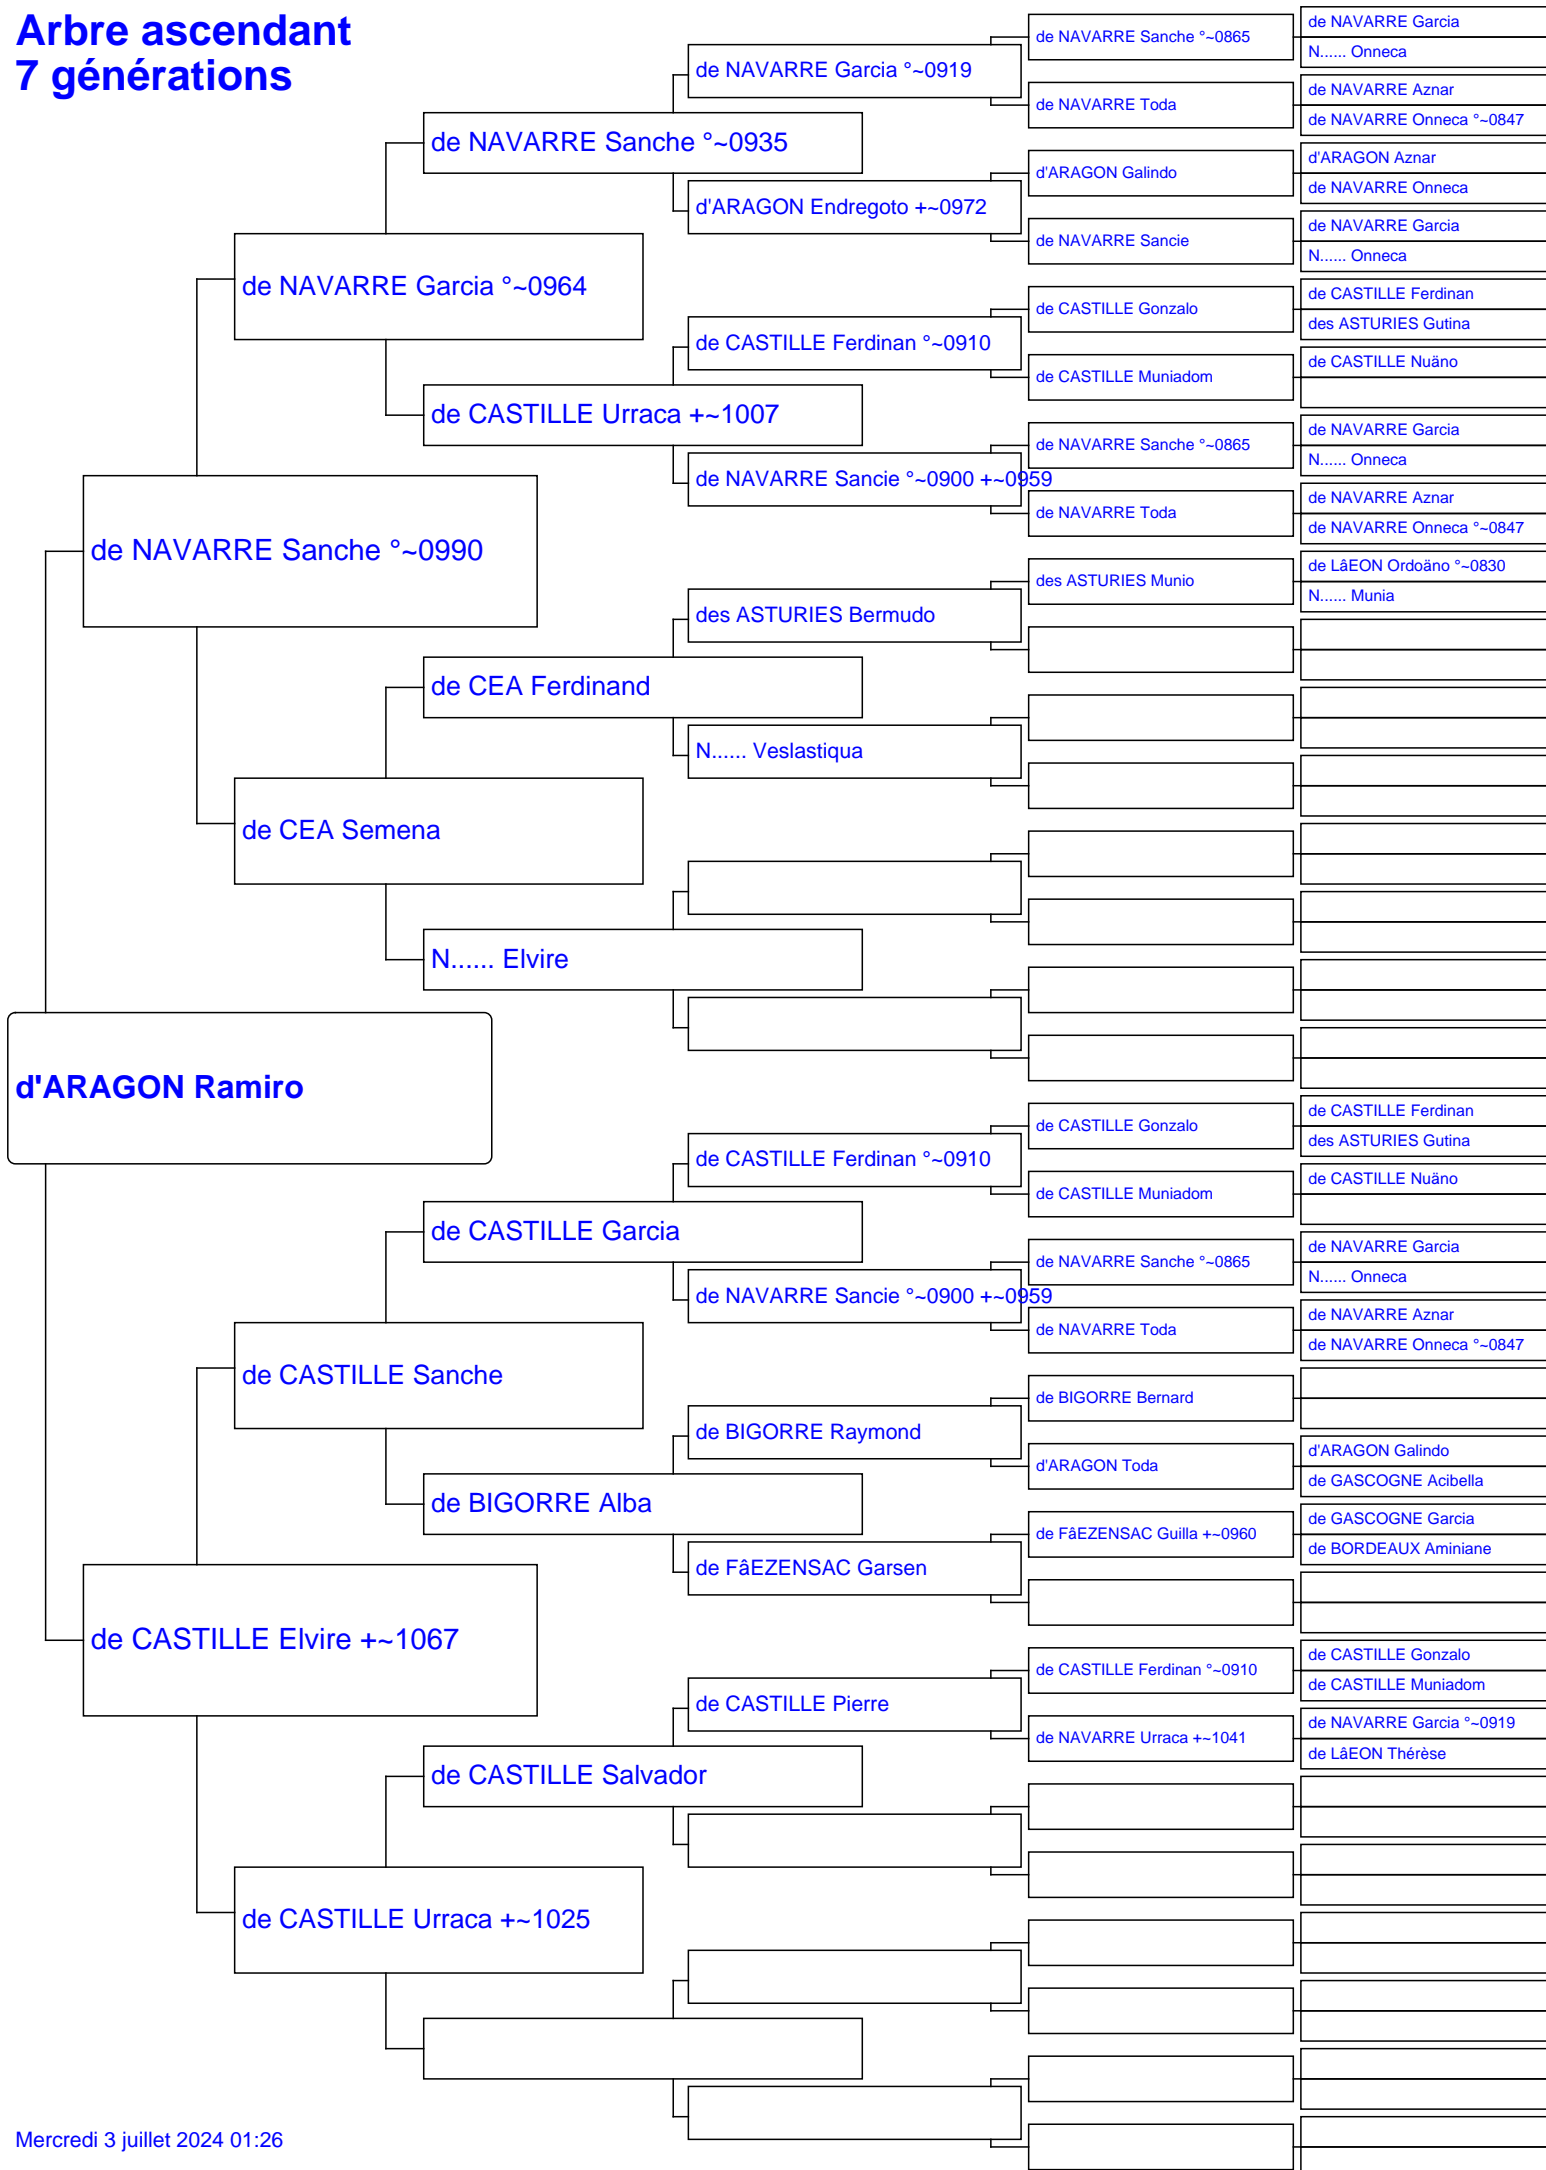 Arbre ascendant
7 générations
d'ARAGON Ramiro
de NAVARRE Sanche °~0990
de CASTILLE Elvire +~1067
de NAVARRE Garcia °~0964
de CEA Semena
de CASTILLE Sanche
de CASTILLE Urraca +~1025
de NAVARRE Sanche °~0935
de CASTILLE Urraca +~1007
de CEA Ferdinand
N...... Elvire
de CASTILLE Garcia
de BIGORRE Alba
de CASTILLE Salvador
de NAVARRE Garcia °~0919
d'ARAGON Endregoto +~0972
de CASTILLE Ferdinan °~0910
de NAVARRE Sancie °~0900 +~0959
des ASTURIES Bermudo
N...... Veslastiqua
de CASTILLE Ferdinan °~0910
de NAVARRE Sancie °~0900 +~0959
de BIGORRE Raymond
de FâEZENSAC Garsen
de CASTILLE Pierre
de NAVARRE Sanche °~0865
de NAVARRE Toda
d'ARAGON Galindo
de NAVARRE Sancie
de CASTILLE Gonzalo
de CASTILLE Muniadom
de NAVARRE Sanche °~0865
de NAVARRE Toda
des ASTURIES Munio
de CASTILLE Gonzalo
de CASTILLE Muniadom
de NAVARRE Sanche °~0865
de NAVARRE Toda
de BIGORRE Bernard
d'ARAGON Toda
de FâEZENSAC Guilla +~0960
de CASTILLE Ferdinan °~0910
de NAVARRE Urraca +~1041
de NAVARRE Garcia
N...... Onneca
de NAVARRE Aznar
de NAVARRE Onneca °~0847
d'ARAGON Aznar
de NAVARRE Onneca
de NAVARRE Garcia
N...... Onneca
de CASTILLE Ferdinan
des ASTURIES Gutina
de CASTILLE Nuäno
de NAVARRE Garcia
N...... Onneca
de NAVARRE Aznar
de NAVARRE Onneca °~0847
de LâEON Ordoäno °~0830
N...... Munia
de CASTILLE Ferdinan
des ASTURIES Gutina
de CASTILLE Nuäno
de NAVARRE Garcia
N...... Onneca
de NAVARRE Aznar
de NAVARRE Onneca °~0847
d'ARAGON Galindo
de GASCOGNE Acibella
de GASCOGNE Garcia
de BORDEAUX Aminiane
de CASTILLE Gonzalo
de CASTILLE Muniadom
de NAVARRE Garcia °~0919
de LâEON Thérèse
Mercredi 3 juillet 2024 01:26